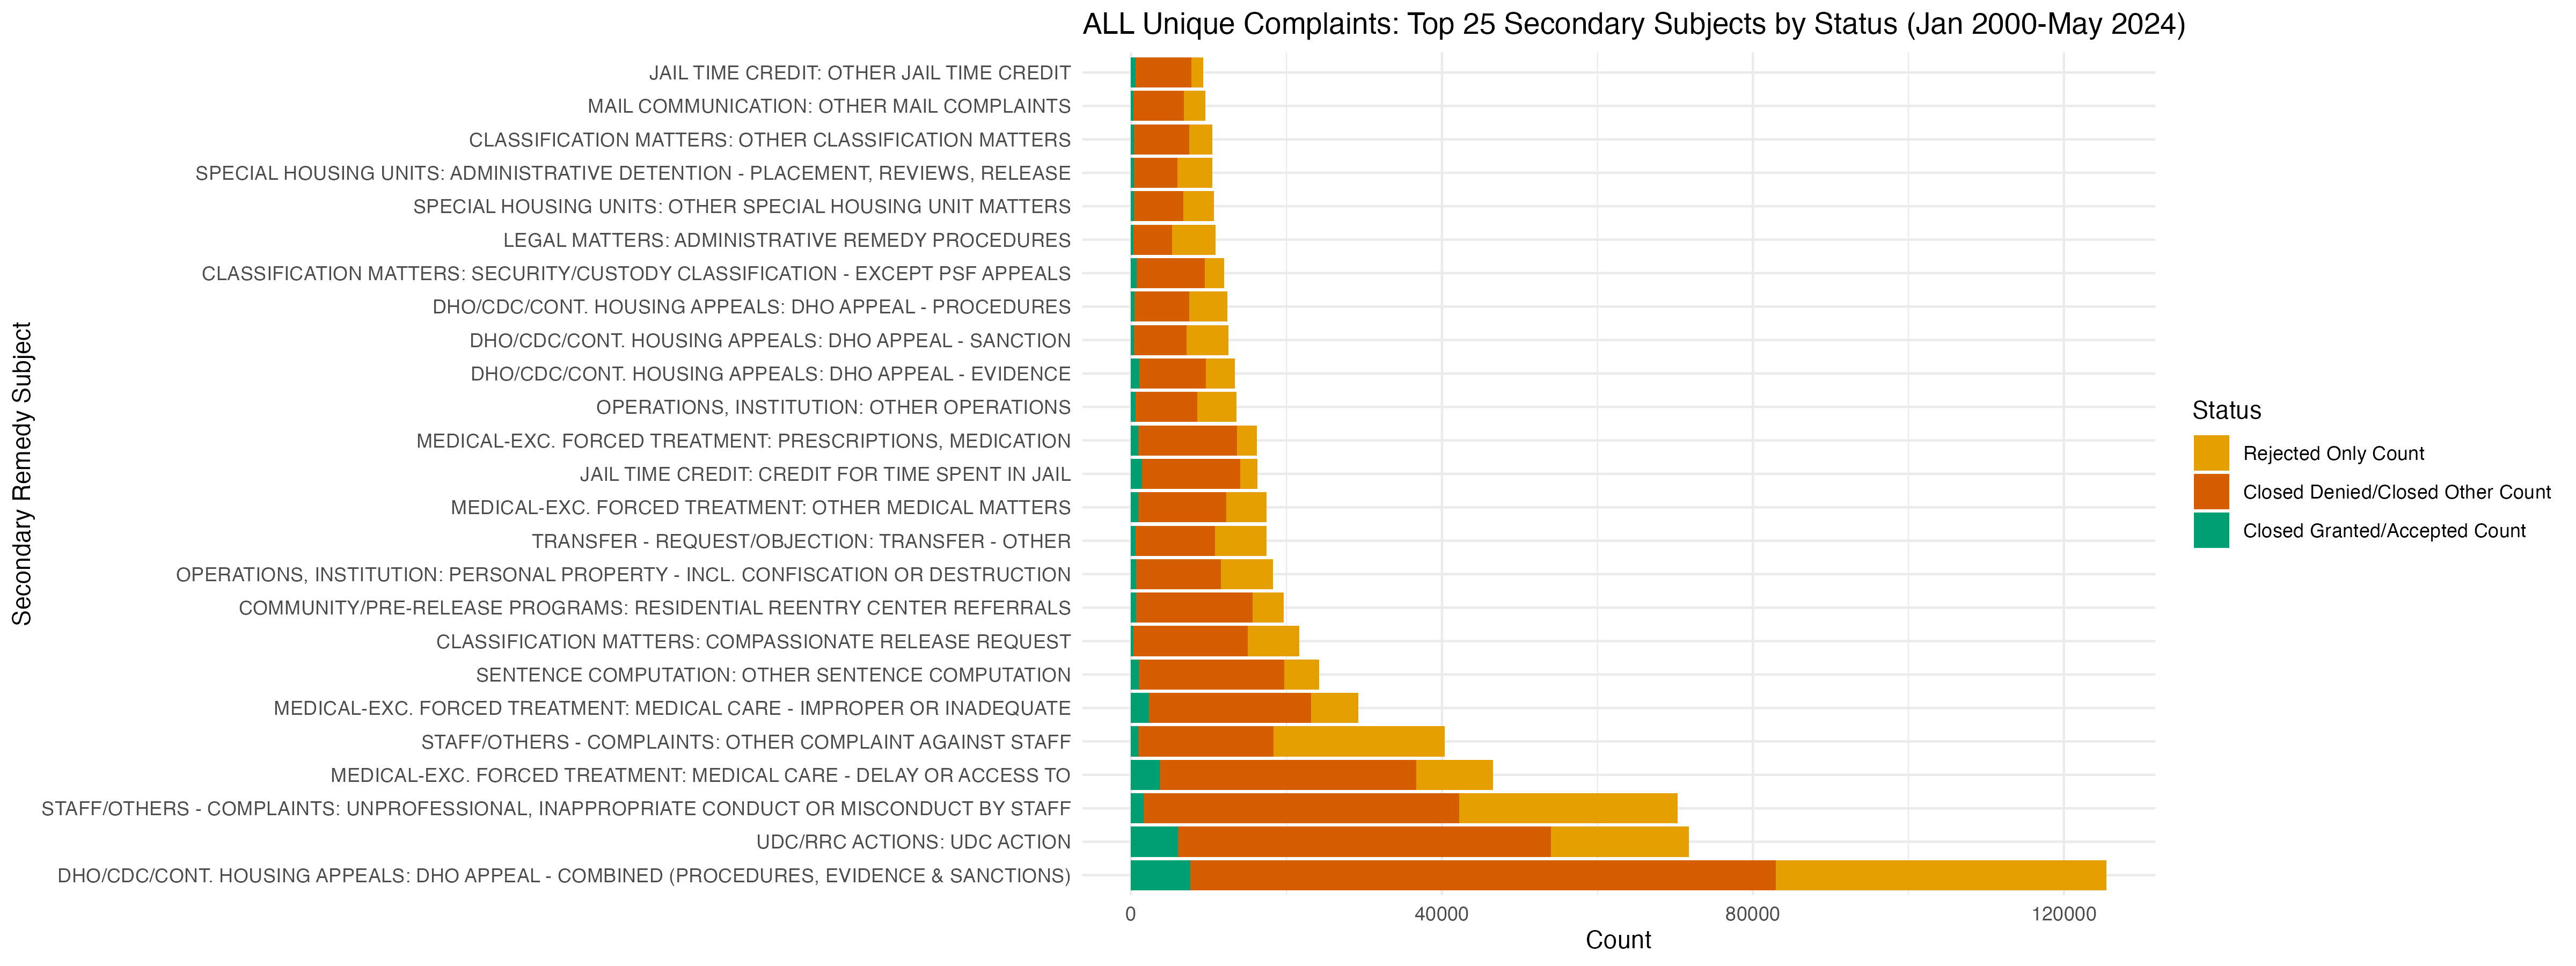 ALL Unique Complaints: Top 25 Secondary Subjects by Status (Jan 2000-May 2024)
Secondary Remedy Subject
JAIL TIME CREDIT: OTHER JAIL TIME CREDIT
MAIL COMMUNICATION: OTHER MAIL COMPLAINTS
CLASSIFICATION MATTERS: OTHER CLASSIFICATION MATTERS
SPECIAL HOUSING UNITS: ADMINISTRATIVE DETENTION - PLACEMENT, REVIEWS, RELEASE
SPECIAL HOUSING UNITS: OTHER SPECIAL HOUSING UNIT MATTERS
LEGAL MATTERS: ADMINISTRATIVE REMEDY PROCEDURES
CLASSIFICATION MATTERS: SECURITY/CUSTODY CLASSIFICATION - EXCEPT PSF APPEALS
DHO/CDC/CONT. HOUSING APPEALS: DHO APPEAL - PROCEDURES
DHO/CDC/CONT. HOUSING APPEALS: DHO APPEAL - SANCTION
DHO/CDC/CONT. HOUSING APPEALS: DHO APPEAL - EVIDENCE
OPERATIONS, INSTITUTION: OTHER OPERATIONS
MEDICAL-EXC. FORCED TREATMENT: PRESCRIPTIONS, MEDICATION
JAIL TIME CREDIT: CREDIT FOR TIME SPENT IN JAIL
MEDICAL-EXC. FORCED TREATMENT: OTHER MEDICAL MATTERS
TRANSFER - REQUEST/OBJECTION: TRANSFER - OTHER
OPERATIONS, INSTITUTION: PERSONAL PROPERTY - INCL. CONFISCATION OR DESTRUCTION
COMMUNITY/PRE-RELEASE PROGRAMS: RESIDENTIAL REENTRY CENTER REFERRALS
CLASSIFICATION MATTERS: COMPASSIONATE RELEASE REQUEST
SENTENCE COMPUTATION: OTHER SENTENCE COMPUTATION
MEDICAL-EXC. FORCED TREATMENT: MEDICAL CARE - IMPROPER OR INADEQUATE
STAFF/OTHERS - COMPLAINTS: OTHER COMPLAINT AGAINST STAFF
MEDICAL-EXC. FORCED TREATMENT: MEDICAL CARE - DELAY OR ACCESS TO
STAFF/OTHERS - COMPLAINTS: UNPROFESSIONAL, INAPPROPRIATE CONDUCT OR MISCONDUCT BY STAFF
UDC/RRC ACTIONS: UDC ACTION
DHO/CDC/CONT. HOUSING APPEALS: DHO APPEAL - COMBINED (PROCEDURES, EVIDENCE & SANCTIONS)
0 40000 80000 120000
Count
Status
Rejected Only Count
Closed Denied/Closed Other Count
Closed Granted/Accepted Count